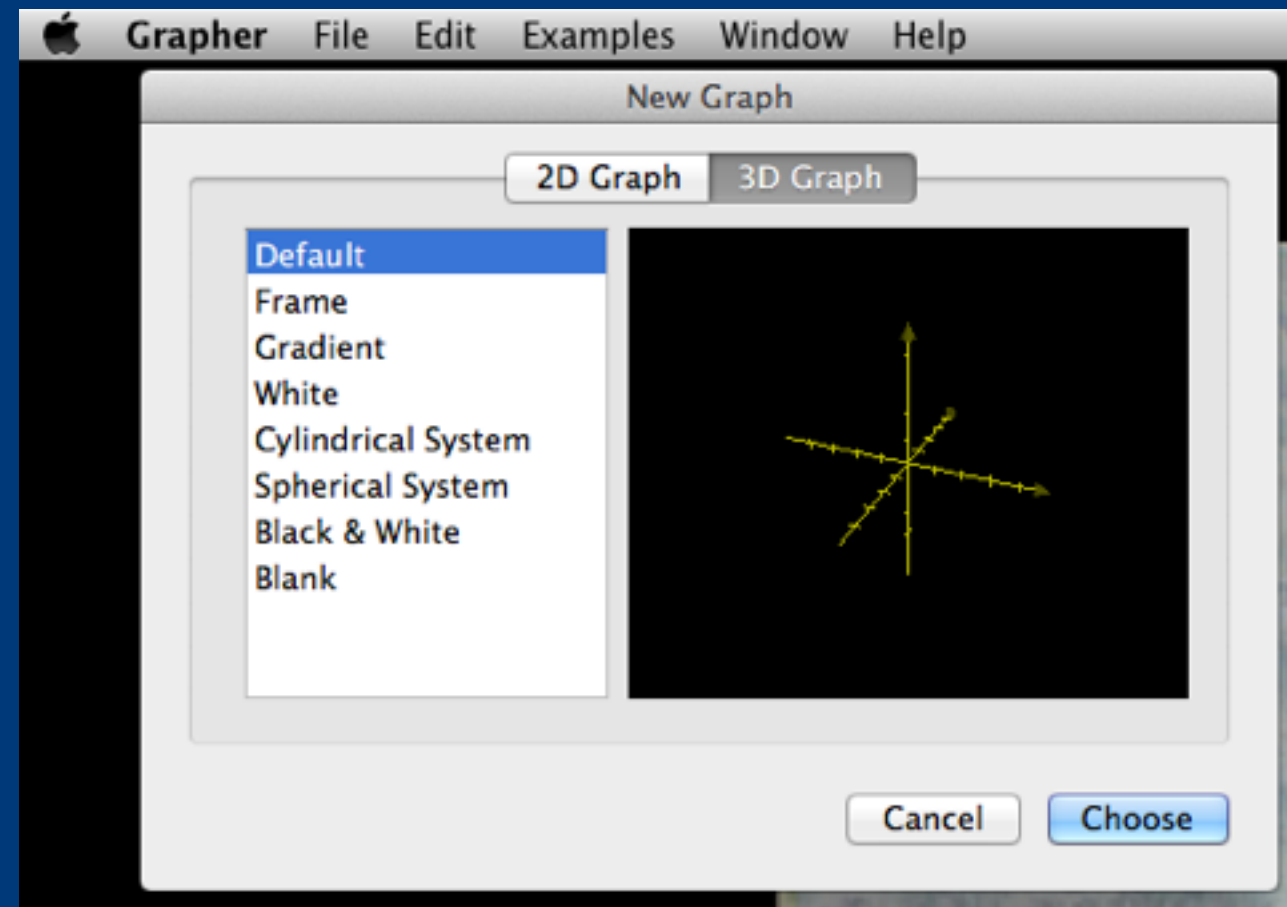 Grapher File Edit Examples Window Help
New Graph
2D Graph 3D Graph
Default
Frame
Gradient
White
Cylindrical System
Spherical System
Black & White
Blank
Cancel Choose